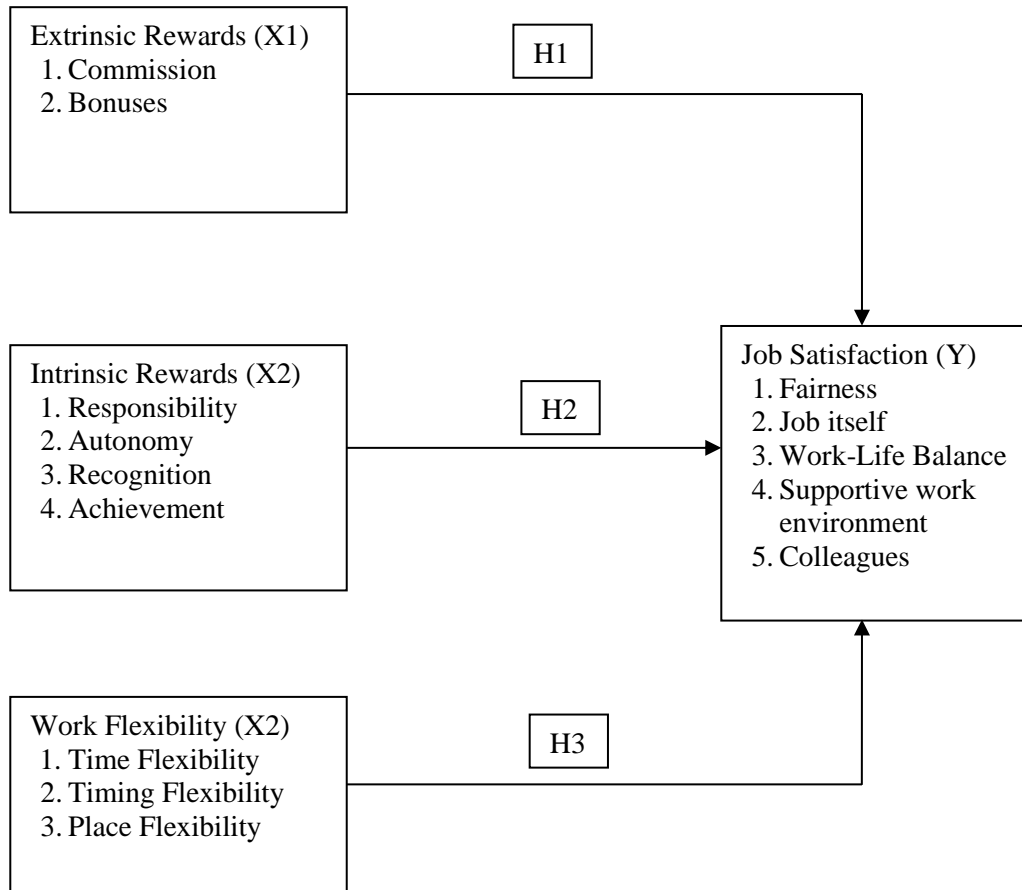 Extrinsic Rewards (X1)
1. Commission
2. Bonuses
H1
Intrinsic Rewards (X2)
1. Responsibility
2. Autonomy
3. Recognition
4. Achievement
H2
Job Satisfaction (Y)
1. Fairness
2. Job itself
3. Work-Life Balance
4. Supportive work
environment
5. Colleagues
Work Flexibility (X2)
1. Time Flexibility
2. Timing Flexibility
3. Place Flexibility
H3